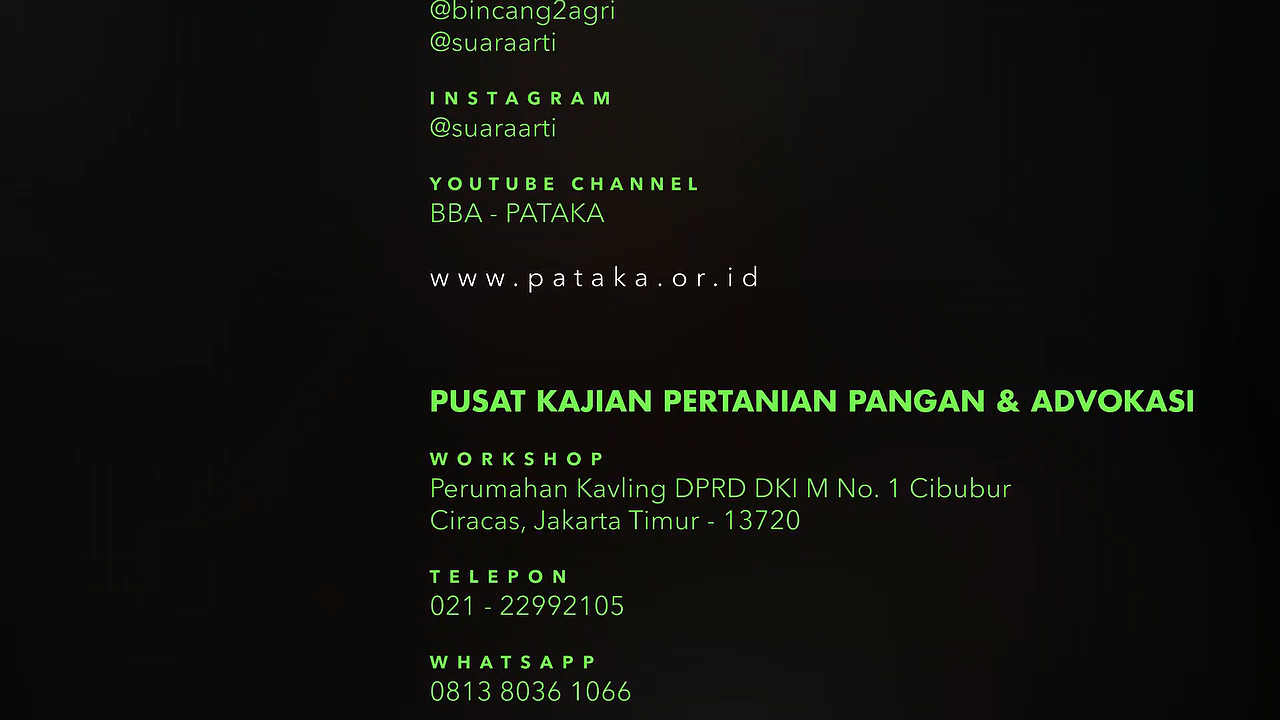 @bincang2agri
@suaraarti
INSTAGRAM
@suaraarti
YOUTUBE CHANNEL
BBA - PATAKA
www.pataka.or.id
PUSAT KAJIAN PERTANIAN PANGAN & ADVOKASI
WORKSHOP
Perumahan Kavling DPRD DKI M No. 1 Cibubur
Ciracas, Jakarta Timur - 13720
TELEPON
021 - 22992105
WHATSAPP
0813 8036 1066